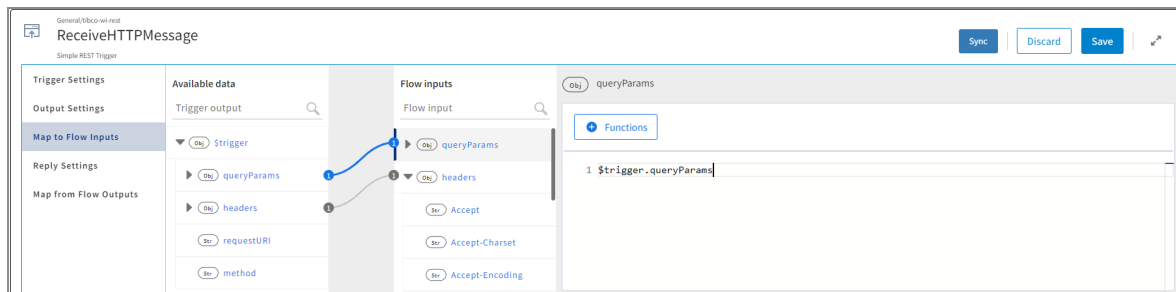 General/tibco-wi-rest
ReceiveHTTPMessage
Simple REST Trigger
Sync
Discard
Save
Trigger Settings
Output Settings
Map to Flow Inputs
Reply Settings
Map from Flow Outputs
Available data
Trigger output
Obj $trigger
Obj queryParams 1
Obj headers 1
Str requestURI
Str method
Flow inputs
Flow input
1 Obj queryParams
1 Obj headers
Str Accept
Str Accept-Charset
Str Accept-Encoding
Obj queryParams
Functions
1 $trigger.queryParams